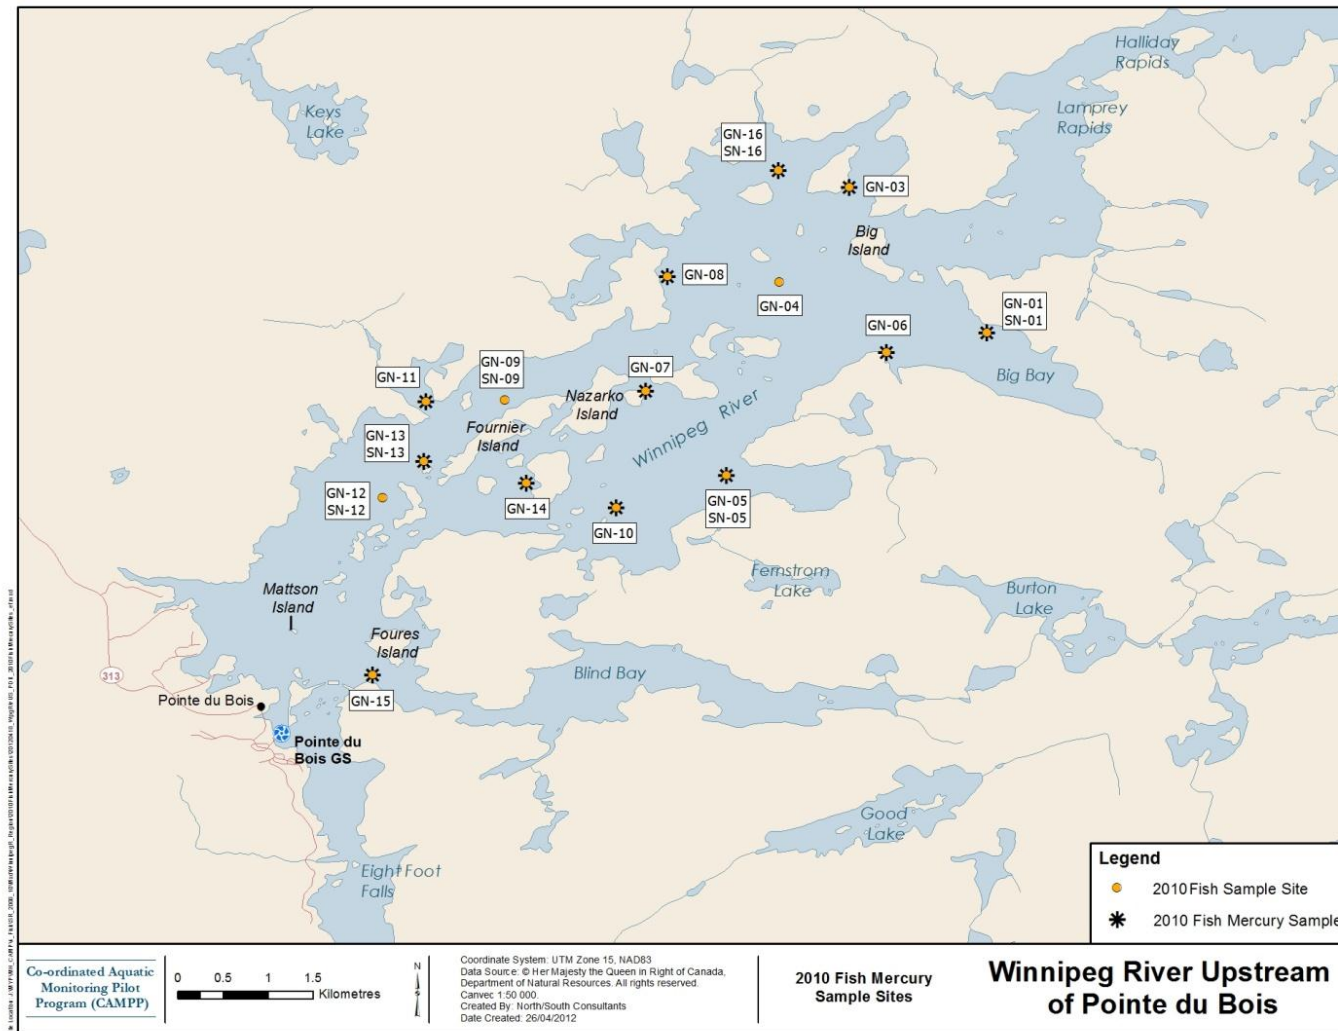 Halliday
Rapids
Keys
Lake
Lamprey
Rapids
GN-16
SN-16
GN-03
Big
Island
GN-08
GN-04
GN-01
SN-01
GN-06
GN-09
SN-09
GN-07
GN-11
Big Bay
Nazarko
Island
Fournier
Island
Winnipeg River
GN-13
SN-13
GN-12
SN-12
GN-14
GN-10
GN-05
SN-05
Fernstrom
Lake
Burton
Lake
Mattson
Island
Foures
Island
313
Blind Bay
Pointe du Bois
GN-15
Pointe du
Bois GS
Good
Lake
Eight Foot
Falls
Legend
2010 Fish Sample Site
2010 Fish Mercury Sample
Co-ordinated Aquatic
Monitoring Pilot
Program (CAMPP)
0 0.5 1 1.5
Kilometres
N
Coordinate System: UTM Zone 15, NAD83
Data Source: © Her Majesty the Queen in Right of Canada,
Department of Natural Resources. All rights reserved.
Canvec 1:50 000.
Created By: North/South Consultants
Date Created: 26/04/2012
2010 Fish Mercury
Sample Sites
Winnipeg River Upstream
of Pointe du Bois